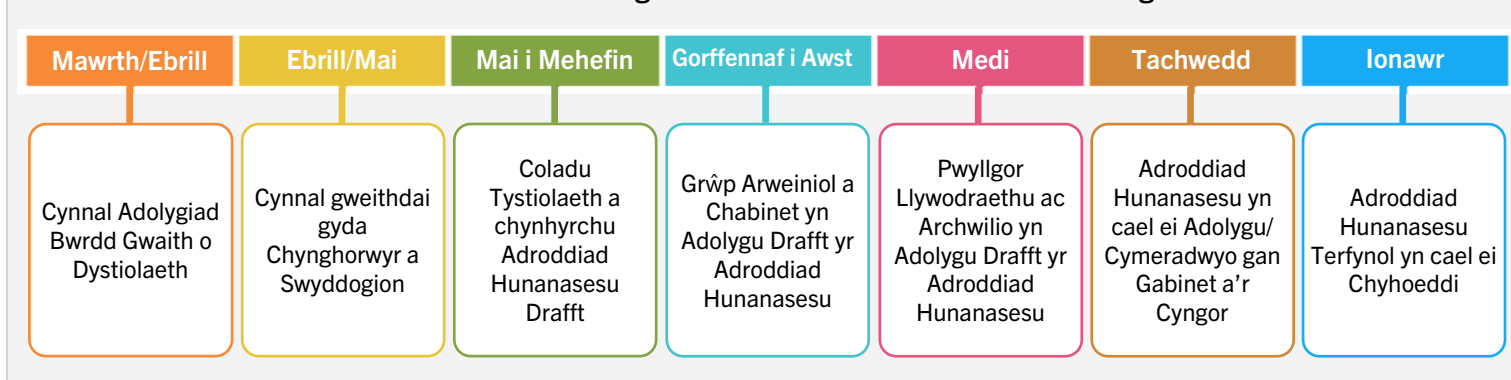 Mawrth/Ebrill
Ebrill/Mai
Mai i Mehefin
Gorffennaf i Awst
Medi
Tachwedd
Ionawr
Cynnal Adolygiad
Bwrdd Gwaith o
Dystiolaeth
Cynnal gweithdai
gyda
Chynghorwyr a
Swyddogion
Coladu
Tystiolaeth a
chynhyrchu
Adroddiad
Hunanasesu
Drafft
Grŵp Arweiniol a
Chabinet yn
Adolygu Drafft yr
Adroddiad
Hunanasesu
Pwyllgor
Llywodraethu ac
Archwilio yn
Adolygu Drafft yr
Adroddiad
Hunanasesu
Adroddiad
Hunanasesu yn
cael ei Adolygu/
Cymeradwyo gan
Gabinet a’r
Cyngor
Adroddiad
Hunanasesu
Terfynol yn cael ei
Chyhoeddi